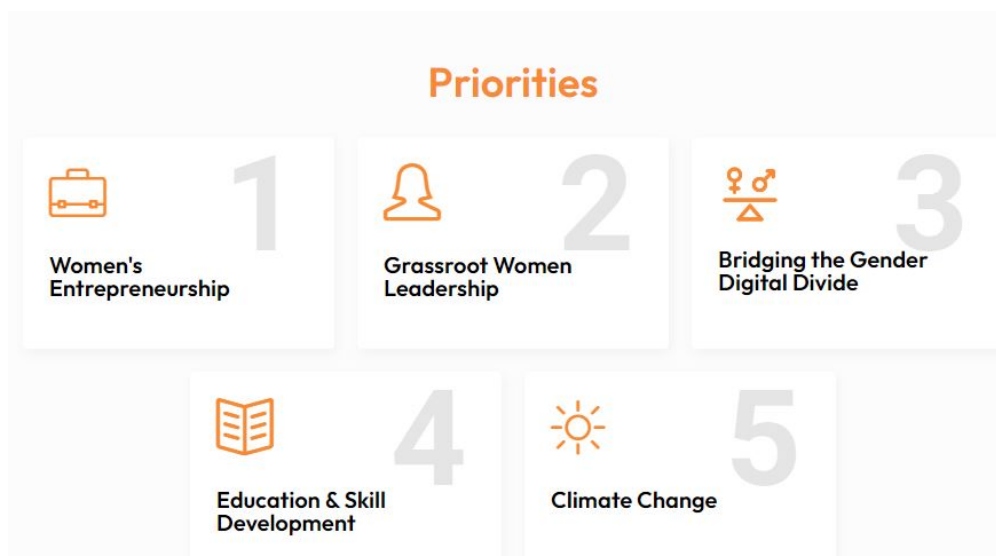 Priorities
1
Women's
Entrepreneurship
2
Grassroot Women
Leadership
3
Bridging the Gender
Digital Divide
4
Education & Skill
Development
5
Climate Change